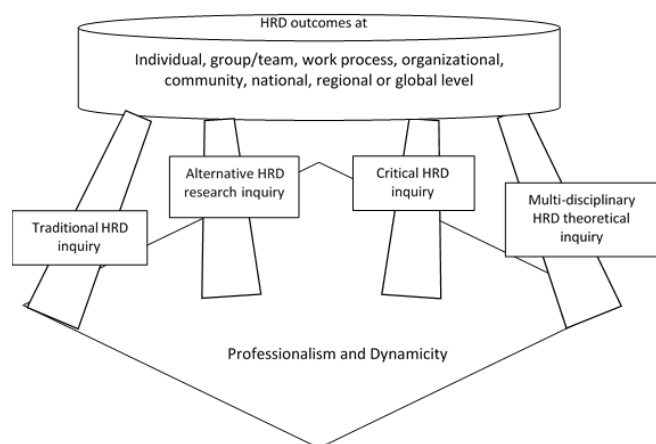 HRD outcomes at
Individual, group/team, work process, organizational,
community, national, regional or global level
Alternative HRD
research inquiry
Critical HRD
inquiry
Traditional HRD
inquiry
Multi-disciplinary
HRD theoretical
inquiry
Professionalism and Dynamicity